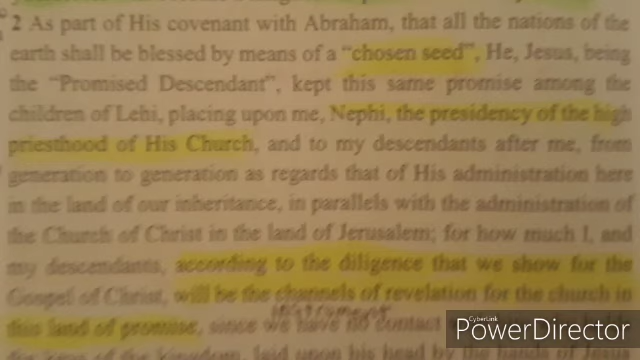 2 As part of His covenant with Abraham, that all the nations of the
earth shall be blessed by means of a “chosen seed”, He, Jesus, being
the “Promised Descendant”, kept this same promise among the
children of Lehi, placing upon me, Nephi, the presidency of the high
priesthood of His Church, and to my descendants after me, from
generation to generation as regards that of His administration here
in the land of our inheritance, in parallels with the administration of
the Church of Christ in the land of Jerusalem; for how much I, and
my descendants, according to the diligence that we show for the
Gospel of Christ, will be the channels of revelation for the church in
this land of promise, since we have no contact
of the kingdom, laid upon his head by the
CyberLink
PowerDirector